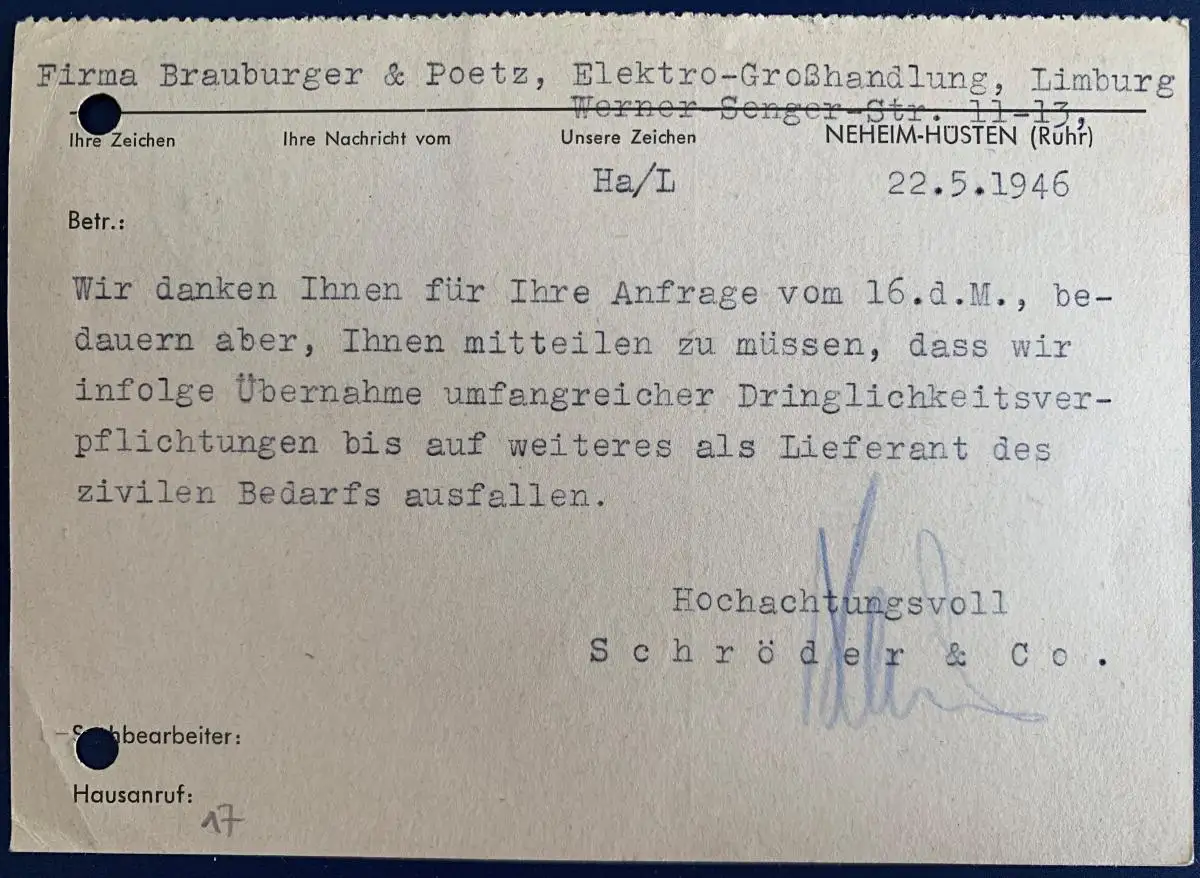 Firma Brauburger & Poetz, Elektro-Großhandlung, Limburg
Werner Senger-Str. 11-13,
Ihre Zeichen Ihre Nachricht vom Unsere Zeichen NEHEIM-HÜSTEN (Ruhr)
Ha/L 22.5.1946
Betr.:
Wir danken Ihnen für Ihre Anfrage vom 16.d.M., be-
dauern aber, Ihnen mitteilen zu müssen, dass wir
infolge Übernahme umfangreicher Dringlichkeitsver-
pflichtungen bis auf weiteres als Lieferant des
zivilen Bedarfs ausfallen.
Hochachtungsvoll
Schröder & Co.
Sachbearbeiter:
Hausanruf:
17